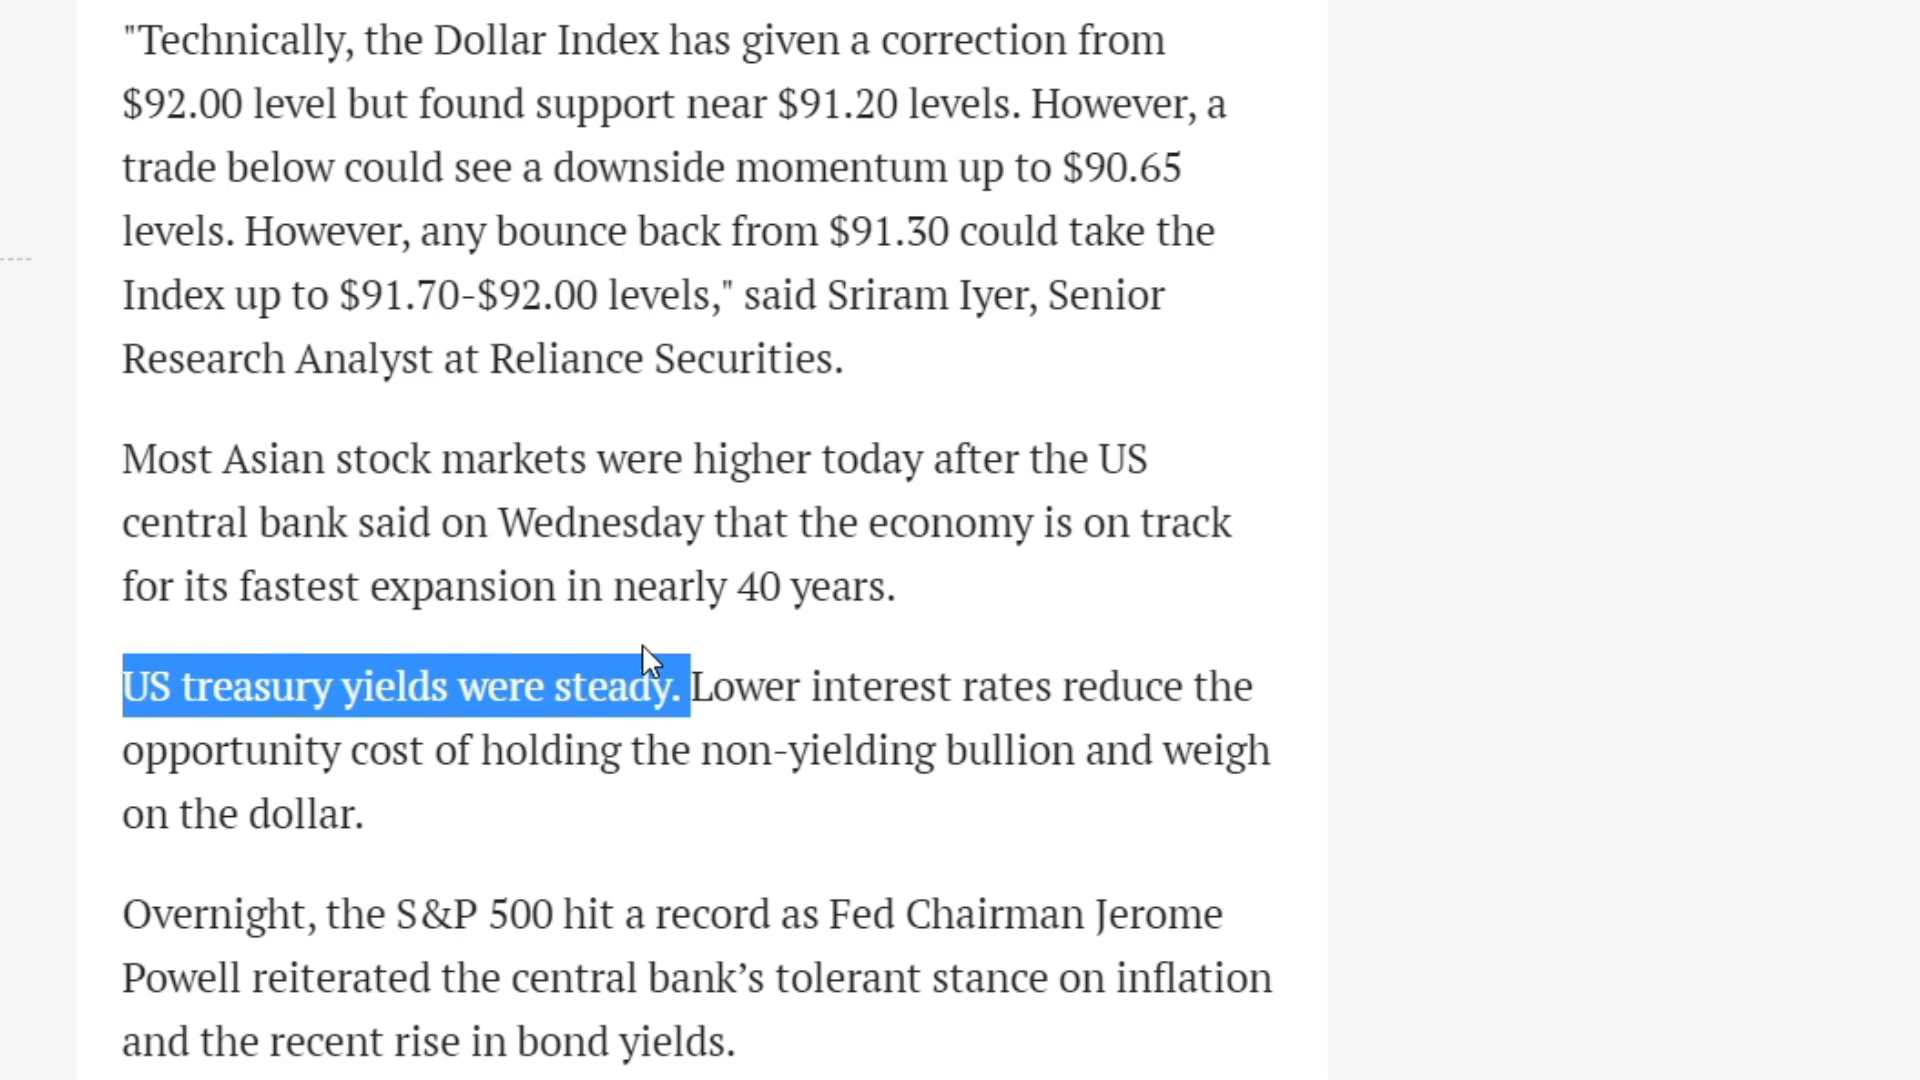 "Technically, the Dollar Index has given a correction from
$92.00 level but found support near $91.20 levels. However, a
trade below could see a downside momentum up to $90.65
levels. However, any bounce back from $91.30 could take the
Index up to $91.70-$92.00 levels," said Sriram Iyer, Senior
Research Analyst at Reliance Securities.
Most Asian stock markets were higher today after the US
central bank said on Wednesday that the economy is on track
for its fastest expansion in nearly 40 years.
US treasury yields were steady. Lower interest rates reduce the
opportunity cost of holding the non-yielding bullion and weigh
on the dollar.
Overnight, the S&P 500 hit a record as Fed Chairman Jerome
Powell reiterated the central bank’s tolerant stance on inflation
and the recent rise in bond yields.